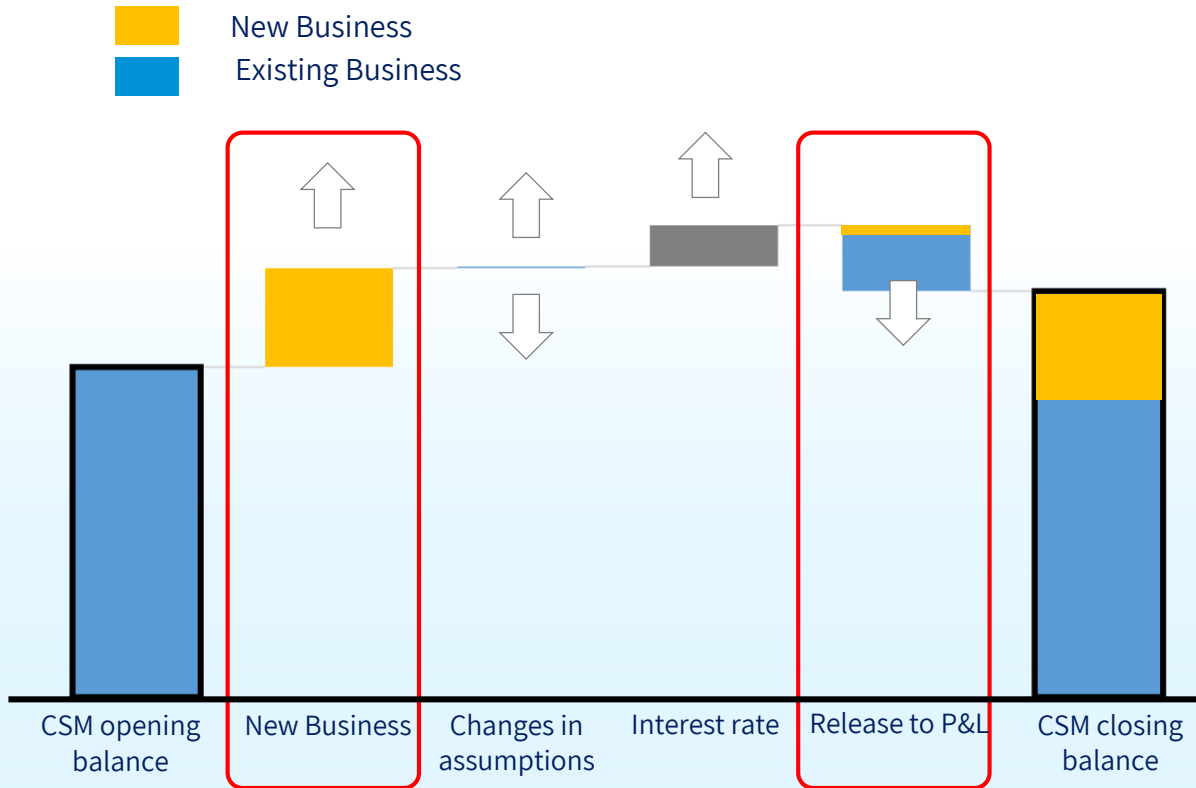 New Business
Existing Business
CSM opening
balance
New Business
Changes in
assumptions
Interest rate
Release to P&L
CSM closing
balance